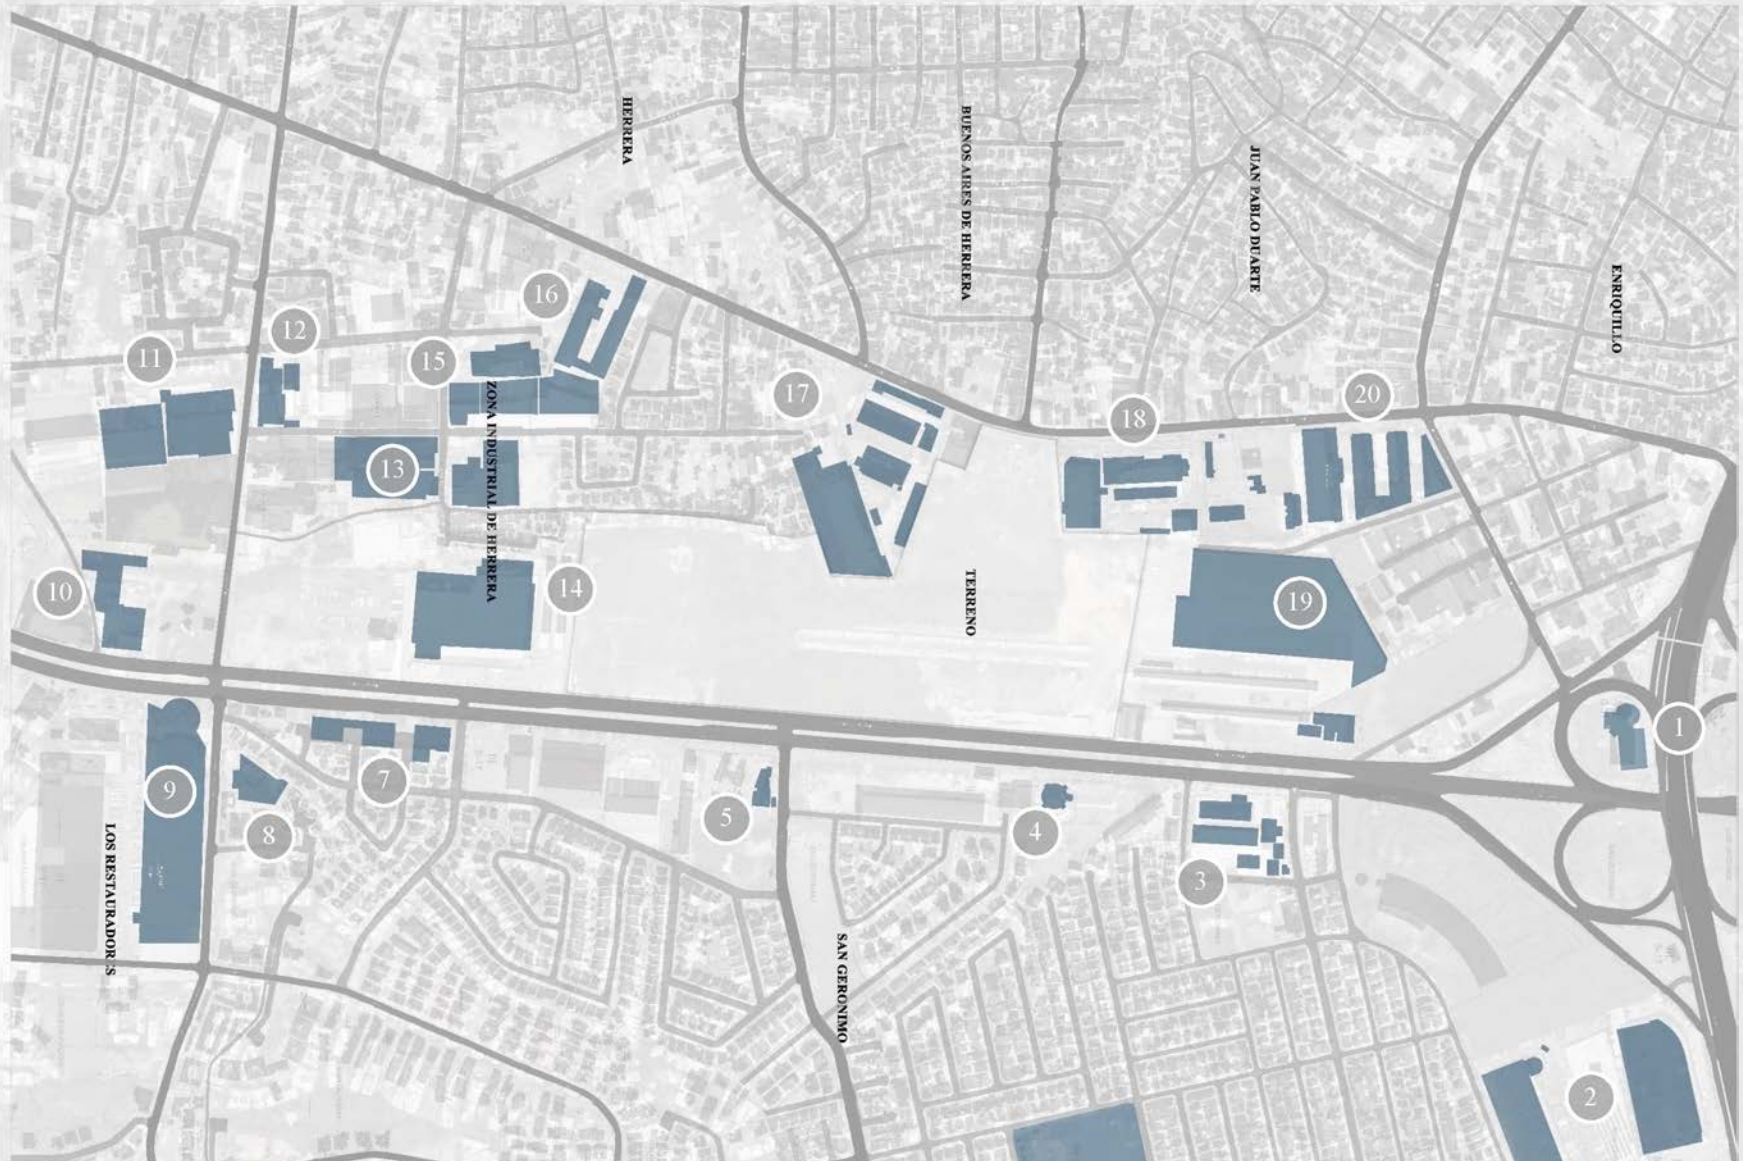 HERRERA
BUENOS AIRES DE HERRERA
JUAN PABLO DUARTE
ENRIQUILLO
16
12
11
15
17
20
18
ZONA INDUSTRIAL DE HERRERA
13
14
10
TERRENO
19
1
7
9
5
8
4
3
LOS RESTAURADORES
SAN GERONIMO
2